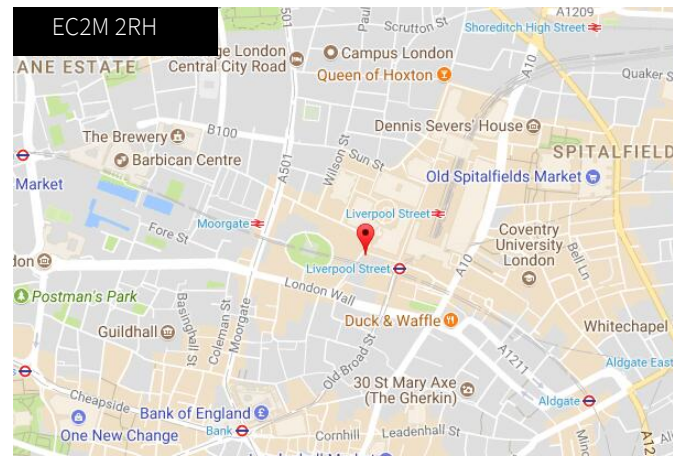 EC2M 2RH
A501
Scrutton St
A1209
Shoreditch High Street
LANE ESTATE
ge London
Central City Road
Campus London
Queen of Hoxton
A10
Quaker S
B100
The Brewery
Barbican Centre
Wilson St
Sun St
Dennis Severs' House
SPITALFIELD
Market
A501
Old Spitalfields Market
Moorgate
Liverpool Street
Fore St
Coventry
University
London
Bell Ln
Liverpool Street
A10
London Wall
Postman's Park
Basinghall St
Coleman St
Moorgate
Guildhall
Duck & Waffle
Whitechapel
Old Broad St
A1211
Aldgate East
30 St Mary Axe
(The Gherkin)
Cheapside
Bank of England
Aldgate
One New Change
Bank
Cornhill
Leadenhall St